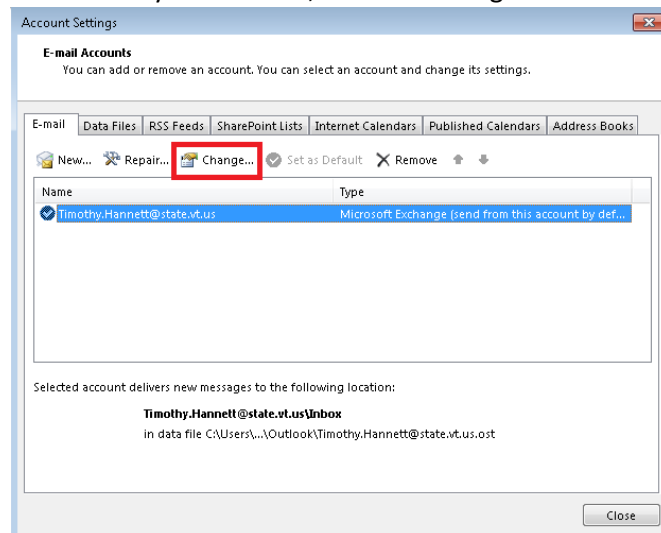 Account Settings
E-mail Accounts
You can add or remove an account. You can select an account and change its settings.
E-mail Data Files RSS Feeds SharePoint Lists Internet Calendars Published Calendars Address Books
New... Repair... Change... Set as Default Remove
Name Type
Timothy.Hannett@state.vt.us Microsoft Exchange (send from this account by def...
Selected account delivers new messages to the following location:
Timothy.Hannett@state.vt.us\Inbox
in data file C:\Users\...\Outlook\Timothy.Hannett@state.vt.us.ost
Close